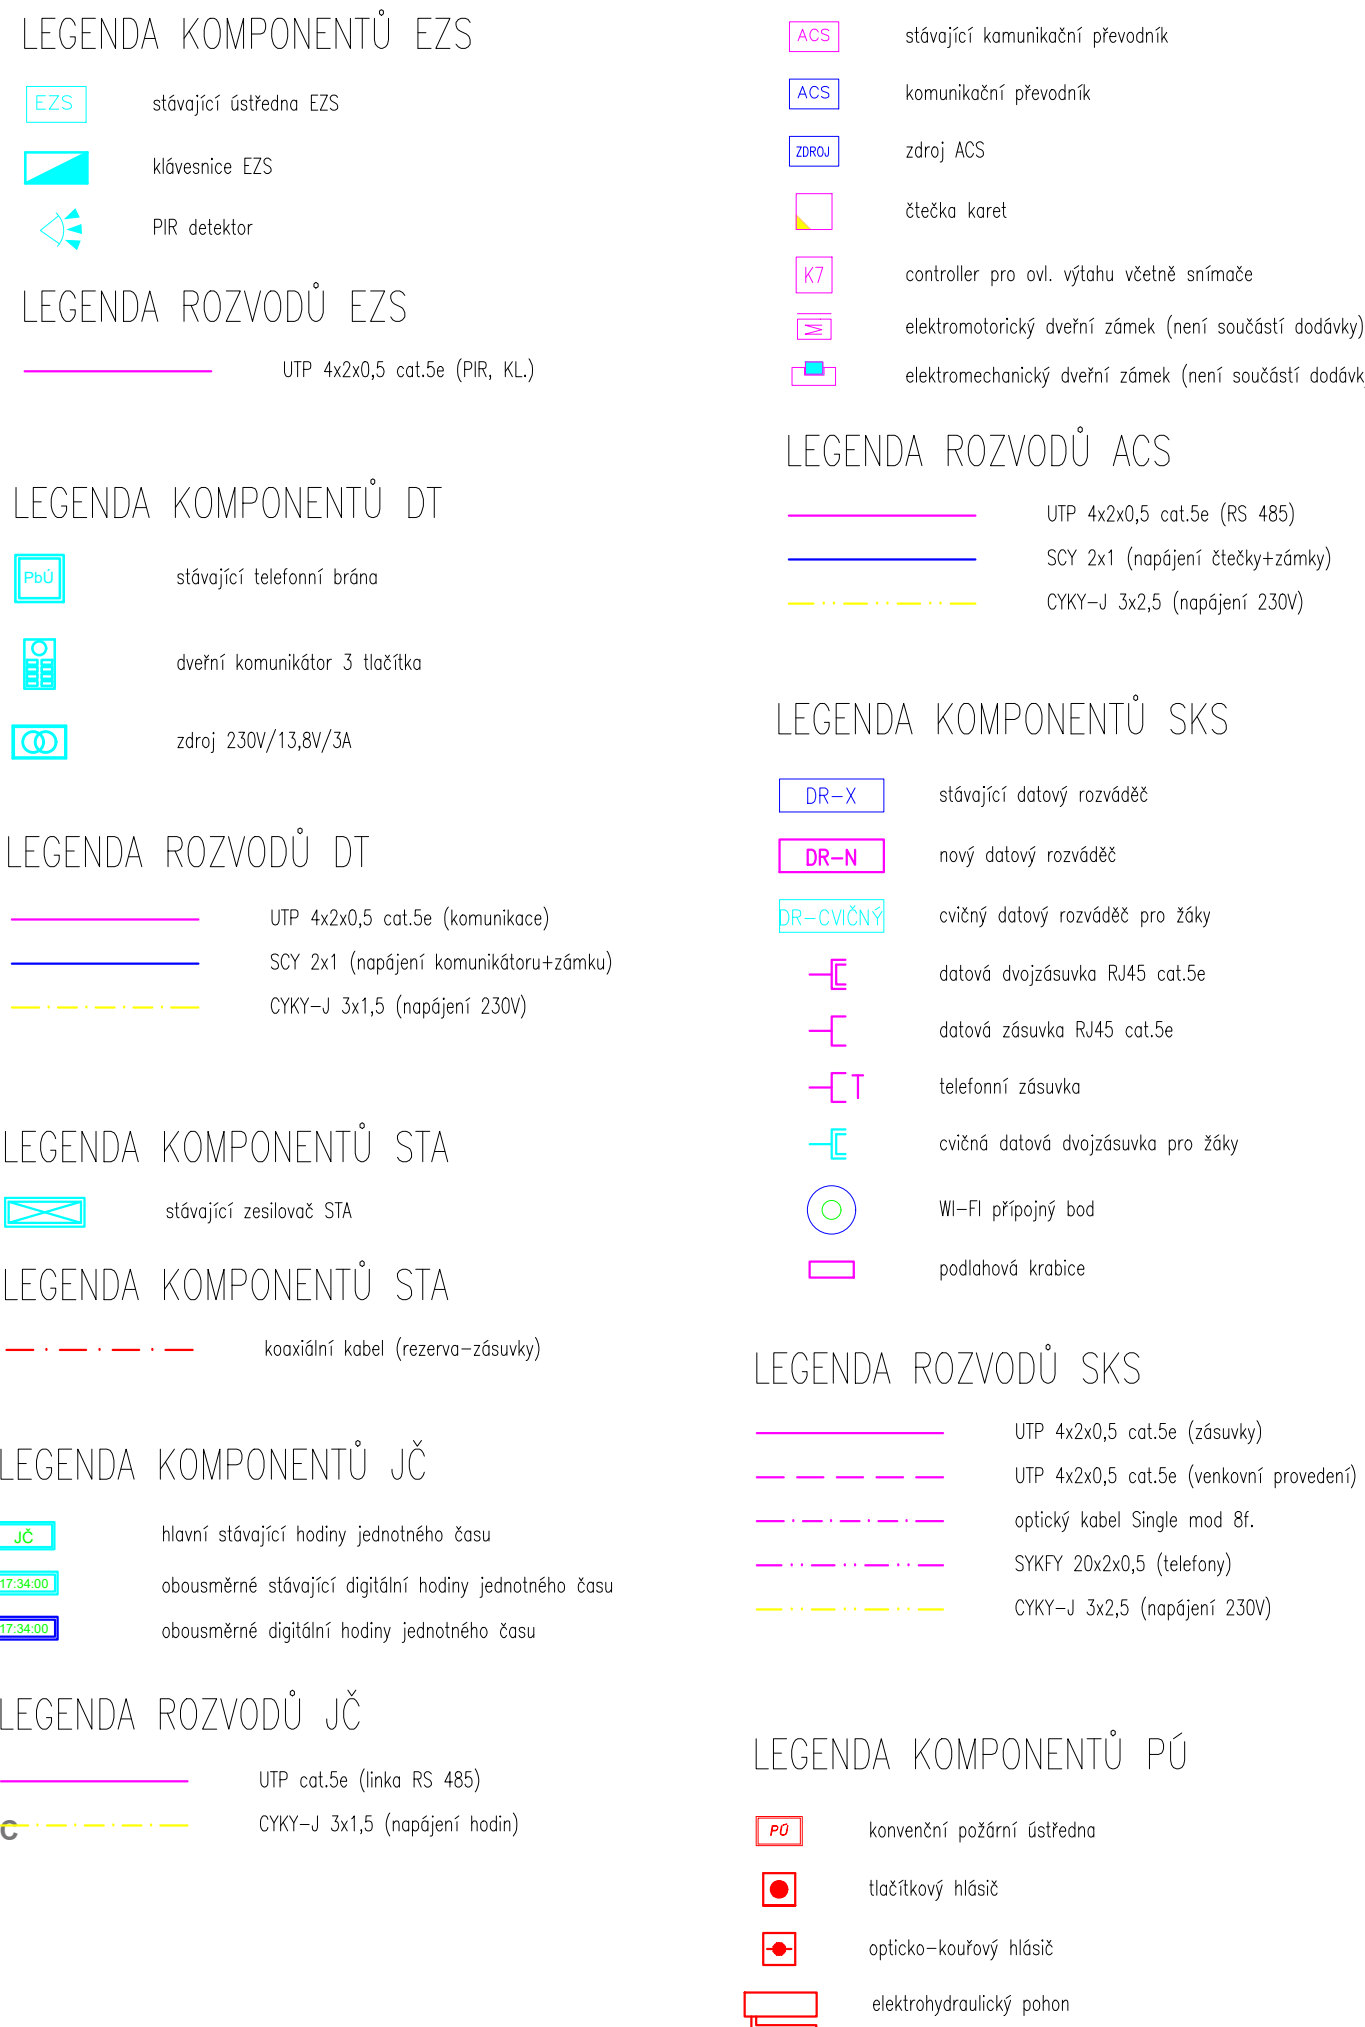 LEGENDA KOMPONENTŮ EZS
EZS stávající ústředna EZS
klávesnice EZS
PIR detektor
LEGENDA ROZVODŮ EZS
UTP 4x2x0,5 cat.5e (PIR, KL.)
LEGENDA KOMPONENTŮ DT
PbÚ stávající telefonní brána
dveřní komunikátor 3 tlačítka
zdroj 230V/13,8V/3A
LEGENDA ROZVODŮ DT
UTP 4x2x0,5 cat.5e (komunikace)
SCY 2x1 (napájení komunikátoru+zámku)
CYKY-J 3x1,5 (napájení 230V)
LEGENDA KOMPONENTŮ STA
stávající zesilovač STA
LEGENDA KOMPONENTŮ STA
koaxiální kabel (rezerva-zásuvky)
LEGENDA KOMPONENTŮ JČ
JČ hlavní stávající hodiny jednotného času
17:34:00 obousměrné stávající digitální hodiny jednotného času
17:34:00 obousměrné digitální hodiny jednotného času
LEGENDA ROZVODŮ JČ
UTP cat.5e (linka RS 485)
C CYKY-J 3x1,5 (napájení hodin)
ACS stávající kamunikační převodník
ACS komunikační převodník
ZDROJ zdroj ACS
čtečka karet
K7 controller pro ovl. výtahu včetně snímače
M elektromotorický dveřní zámek (není součástí dodávky)
elektromechanický dveřní zámek (není součástí dodávk
LEGENDA ROZVODŮ ACS
UTP 4x2x0,5 cat.5e (RS 485)
SCY 2x1 (napájení čtečky+zámky)
CYKY-J 3x2,5 (napájení 230V)
LEGENDA KOMPONENTŮ SKS
DR-X stávající datový rozváděč
DR-N nový datový rozváděč
DR-CVIČNÝ cvičný datový rozváděč pro žáky
datová dvojzásuvka RJ45 cat.5e
datová zásuvka RJ45 cat.5e
T telefonní zásuvka
cvičná datová dvojzásuvka pro žáky
WI-FI přípojný bod
podlahová krabice
LEGENDA ROZVODŮ SKS
UTP 4x2x0,5 cat.5e (zásuvky)
UTP 4x2x0,5 cat.5e (venkovní provedení)
optický kabel Single mod 8f.
SYKFY 20x2x0,5 (telefony)
CYKY-J 3x2,5 (napájení 230V)
LEGENDA KOMPONENTŮ PÚ
PÚ konvenční požární ústředna
tlačítkový hlásič
opticko-kouřový hlásič
elektrohydraulický pohon